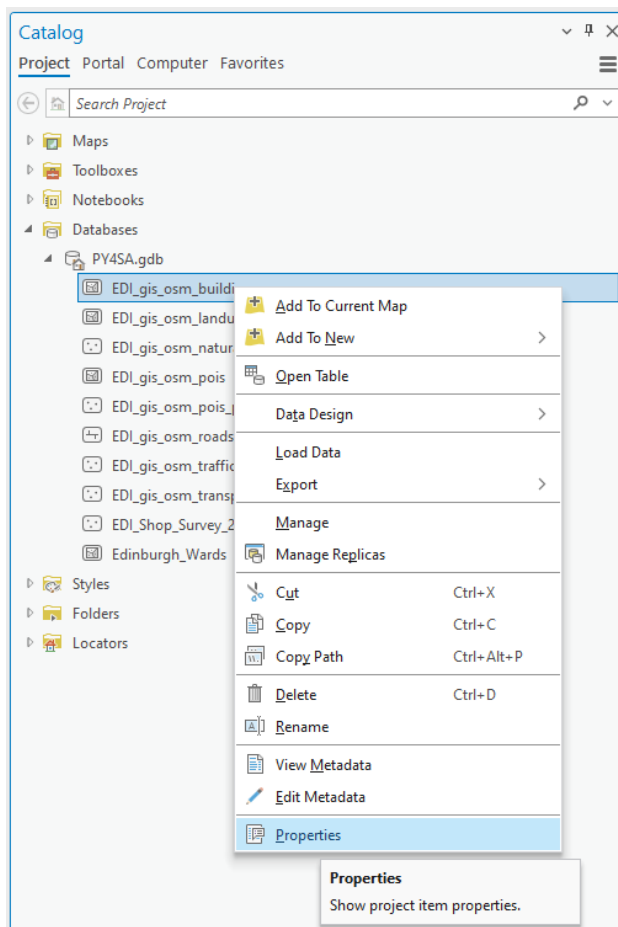 Catalog
Project Portal Computer Favorites
Search Project
Maps
Toolboxes
Notebooks
Databases
PY4SA.gdb
EDI_gis_osm_buildi
EDI_gis_osm_landu
EDI_gis_osm_natur
EDI_gis_osm_pois
EDI_gis_osm_pois_
EDI_gis_osm_roads
EDI_gis_osm_traffic
EDI_gis_osm_transp
EDI_Shop_Survey_2
Edinburgh_Wards
Styles
Folders
Locators
Add To Current Map
Add To New
Open Table
Data Design
Load Data
Export
Manage
Manage Replicas
Cut Ctrl+X
Copy Ctrl+C
Copy Path Ctrl+Alt+P
Delete Ctrl+D
Rename
View Metadata
Edit Metadata
Properties
Properties
Show project item properties.